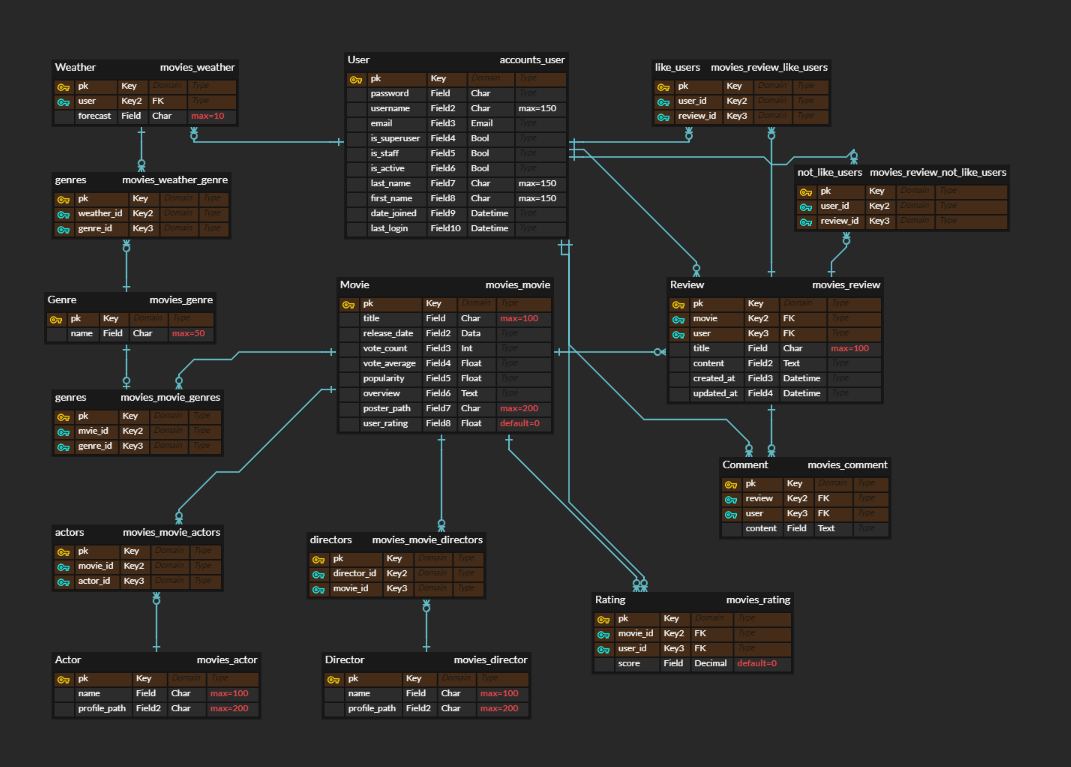 Weather movies_weather
pk Key Domain Type
user Key2 FK
forecast Field Char max=10
User accounts_user
pk Key Domain Type
password Field Char Type
username Field2 Char max=150
email Field3 Email Type
is_superuser Field4 Bool Type
is_staff Field5 Bool Type
is_active Field6 Bool Type
last_name Field7 Char max=150
first_name Field8 Char max=150
date_joined Field9 Datetime Type
last_login Field10 Datetime Type
like_users movies_review_like_users
pk Key Domain Type
user_id Key2 Domain Type
review_id Key3 Domain Type
not_like_users movies_review_not_like_users
pk Key Domain Type
user_id Key2 Domain Type
review_id Key3 Domain Type
genres movies_weather_genre
pk Key Domain Type
weather_id Key2 Domain Type
genre_id Key3 Domain Type
Genre movies_genre
pk Key Domain Type
name Field Char max=50
Movie movies_movie
pk Key Domain Type
title Field Char max=100
release_date Field2 Data Type
vote_count Field3 Int Type
vote_average Field4 Float Type
popularity Field5 Float Type
overview Field6 Text Type
poster_path Field7 Char max=200
user_rating Field8 Float default=0
Review movies_review
pk Key Domain Type
movie Key2 FK Type
user Key3 FK Type
title Field Char max=100
content Field2 Text Type
created_at Field3 Datetime Type
updated_at Field4 Datetime Type
genres movies_movie_genres
pk Key Domain Type
mvie_id Key2 Domain Type
genre_id Key3 Domain Type
Comment movies_comment
pk Key Domain Type
review Key2 FK Type
user Key3 FK Type
content Field Text Type
actors movies_movie_actors
pk Key Domain Type
movie_id Key2 Domain Type
actor_id Key3 Domain Type
directors movies_movie_directors
pk Key Domain Type
director_id Key2 Domain Type
movie_id Key3 Domain Type
Rating movies_rating
pk Key Domain Type
movie_id Key2 FK Type
user_id Key3 FK Type
score Field Decimal default=0
Actor movies_actor
pk Key Domain Type
name Field Char max=100
profile_path Field2 Char max=200
Director movies_director
pk Key Domain Type
name Field Char max=100
profile_path Field2 Char max=200